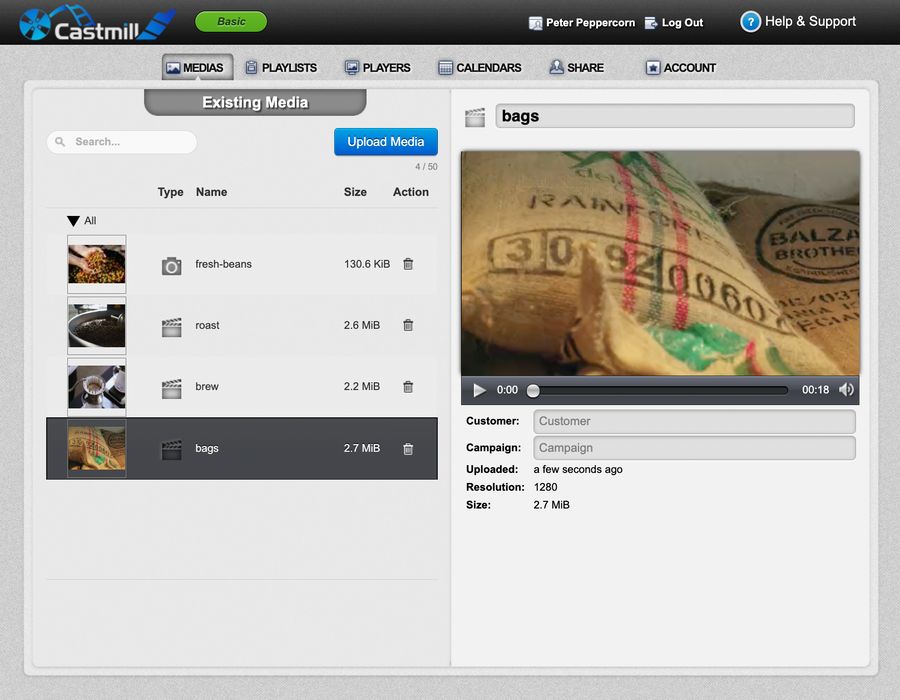 Castmill
Basic
Peter Peppercorn
Log Out
? Help & Support
MEDIAS
PLAYLISTS
PLAYERS
CALENDARS
SHARE
ACCOUNT
Existing Media
Search...
Upload Media
4 / 50
Type Name Size Action
All
fresh-beans 130.6 KiB
roast 2.6 MiB
brew 2.2 MiB
bags 2.7 MiB
bags
RAINFORE
BALZA
BROTHE
0:00
00:18
Customer: Customer
Campaign: Campaign
Uploaded: a few seconds ago
Resolution: 1280
Size: 2.7 MiB